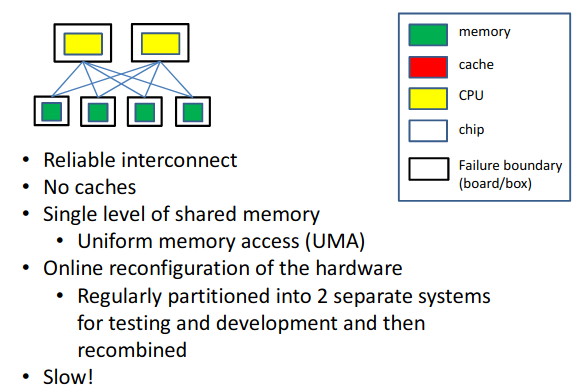 memory
cache
CPU
chip
Failure boundary
(board/box)
• Reliable interconnect
• No caches
• Single level of shared memory
• Uniform memory access (UMA)
• Online reconfiguration of the hardware
• Regularly partitioned into 2 separate systems
for testing and development and then
recombined
• Slow!